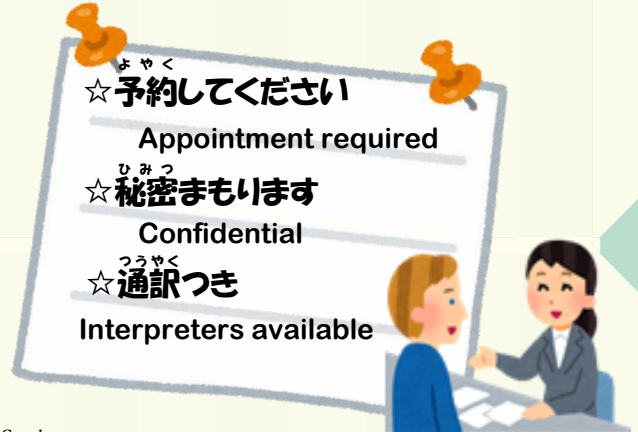 よやく
☆予約してください
Appointment required
ひみつ
☆秘密まもります
Confidential
つうやく
☆通訳つき
Interpreters available